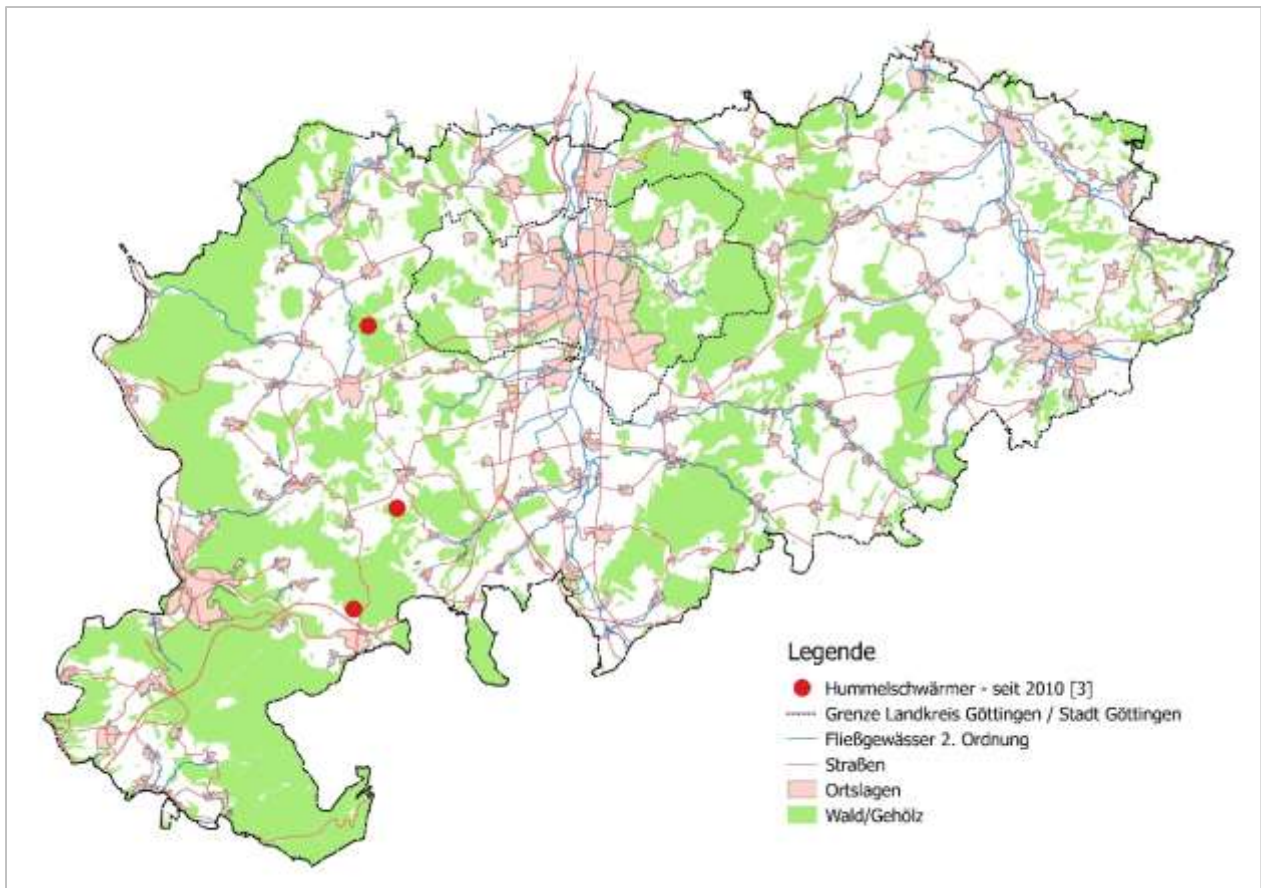 Legende
Hummelschwärmer - seit 2010 [3]
Grenze Landkreis Göttingen / Stadt Göttingen
Fließgewässer 2. Ordnung
Straßen
Ortslagen
Wald/Gehölz